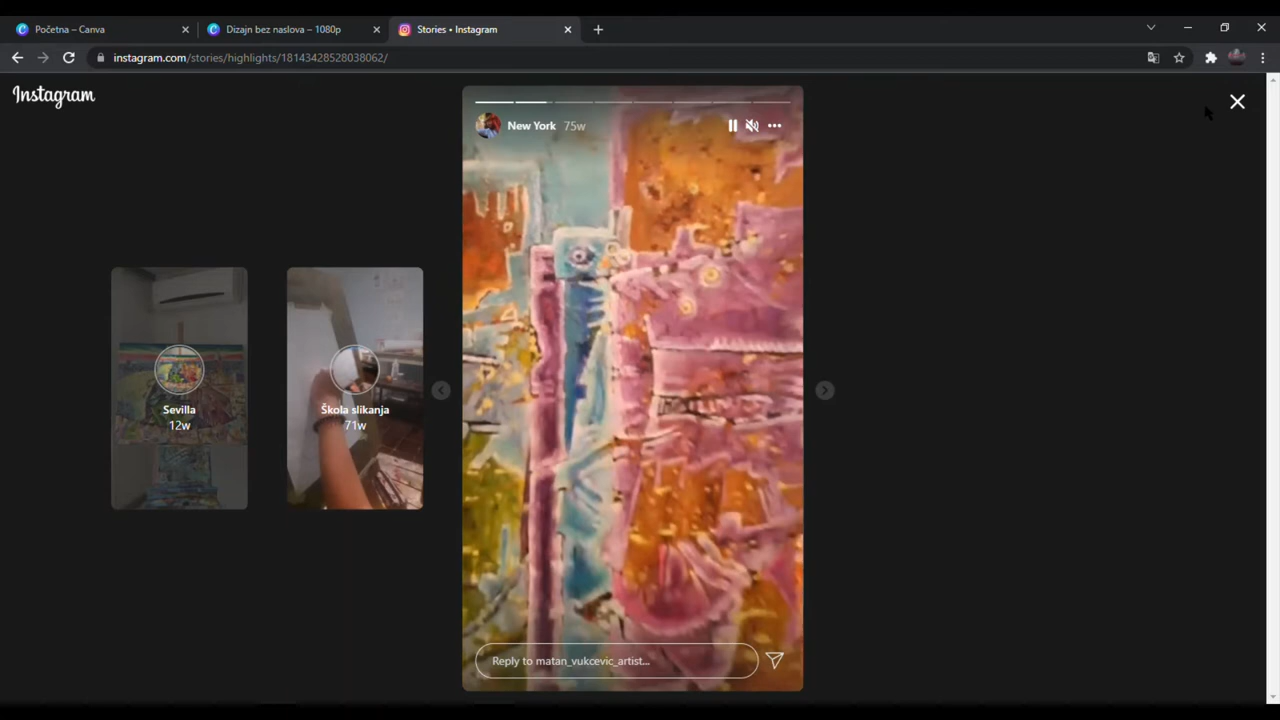 Početna – Canva
Dizajn bez naslova – 1080p
Stories • Instagram
instagram.com/stories/highlights/18143428528038062/
Instagram
New York 75w
Sevilla
12w
Škola slikanja
71w
Reply to matan_vukcevic_artist...